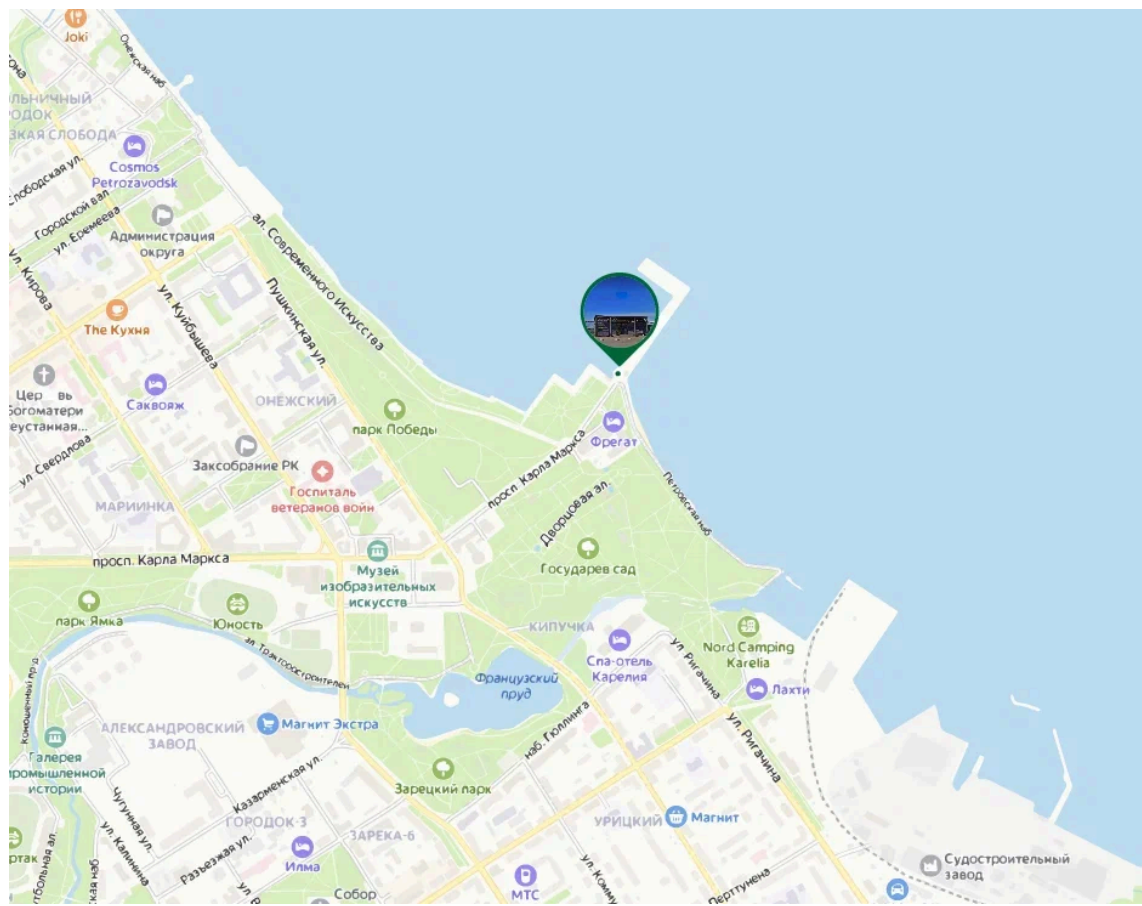 Joki
Онежская наб
СЛОБОДА
Cosmos
Petrozavodsk
Городской вал
ул. Еремеева
Администрация
округа
ул. Кирова
The Кухня
ул. Куйбышева
ал. Современного Искусства
Пушкинская ул.
Саквояж
ОНЕЖСКИЙ
парк Победы
ул. Свердлова
Заксобрание РК
Госпиталь
ветеранов войн
МАРИИНКА
Фрегат
просп. Карла Маркса
Петровская наб
Дворцовая ал.
Государев сад
просп. Карла Маркса
Музей
изобразительных
искусств
парк Ямка
Юность
КИПУЧКА
Спа-отель
Карелия
ул. Ригачина
Nord Camping
Karelia
Лахти
Французский
пруд
АЛЕКСАНДРОВСКИЙ
ЗАВОД
Магнит Экстра
наб. Гюллинга
ул. Ригачина
Галерея
промышленной
истории
Зарецкий парк
Казарменская ул.
Чугунная ул.
ул. Калинина
ГОРОДОК-3
ЗАРЕКА-6
Разъезжая ул.
Илма
УРИЦКИЙ
Магнит
Собор
МТС
Судостроительный
завод